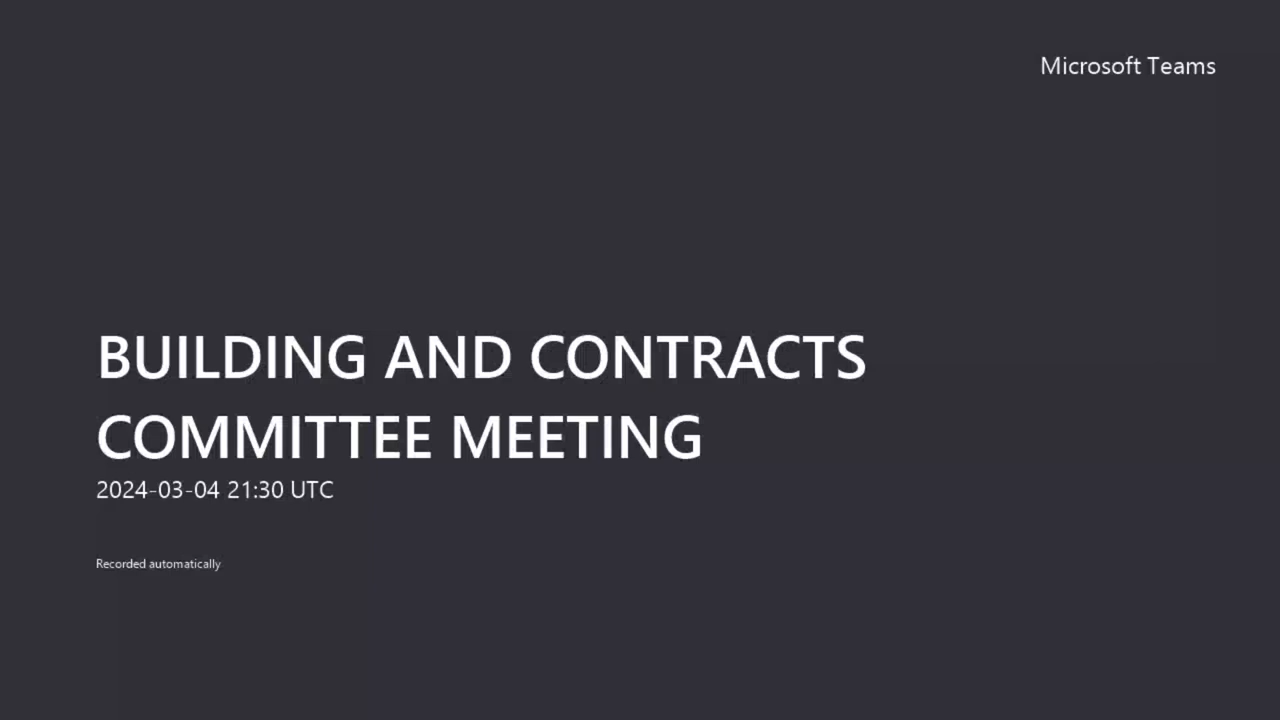 Microsoft Teams
BUILDING AND CONTRACTS
COMMITTEE MEETING
2024-03-04 21:30 UTC
Recorded automatically